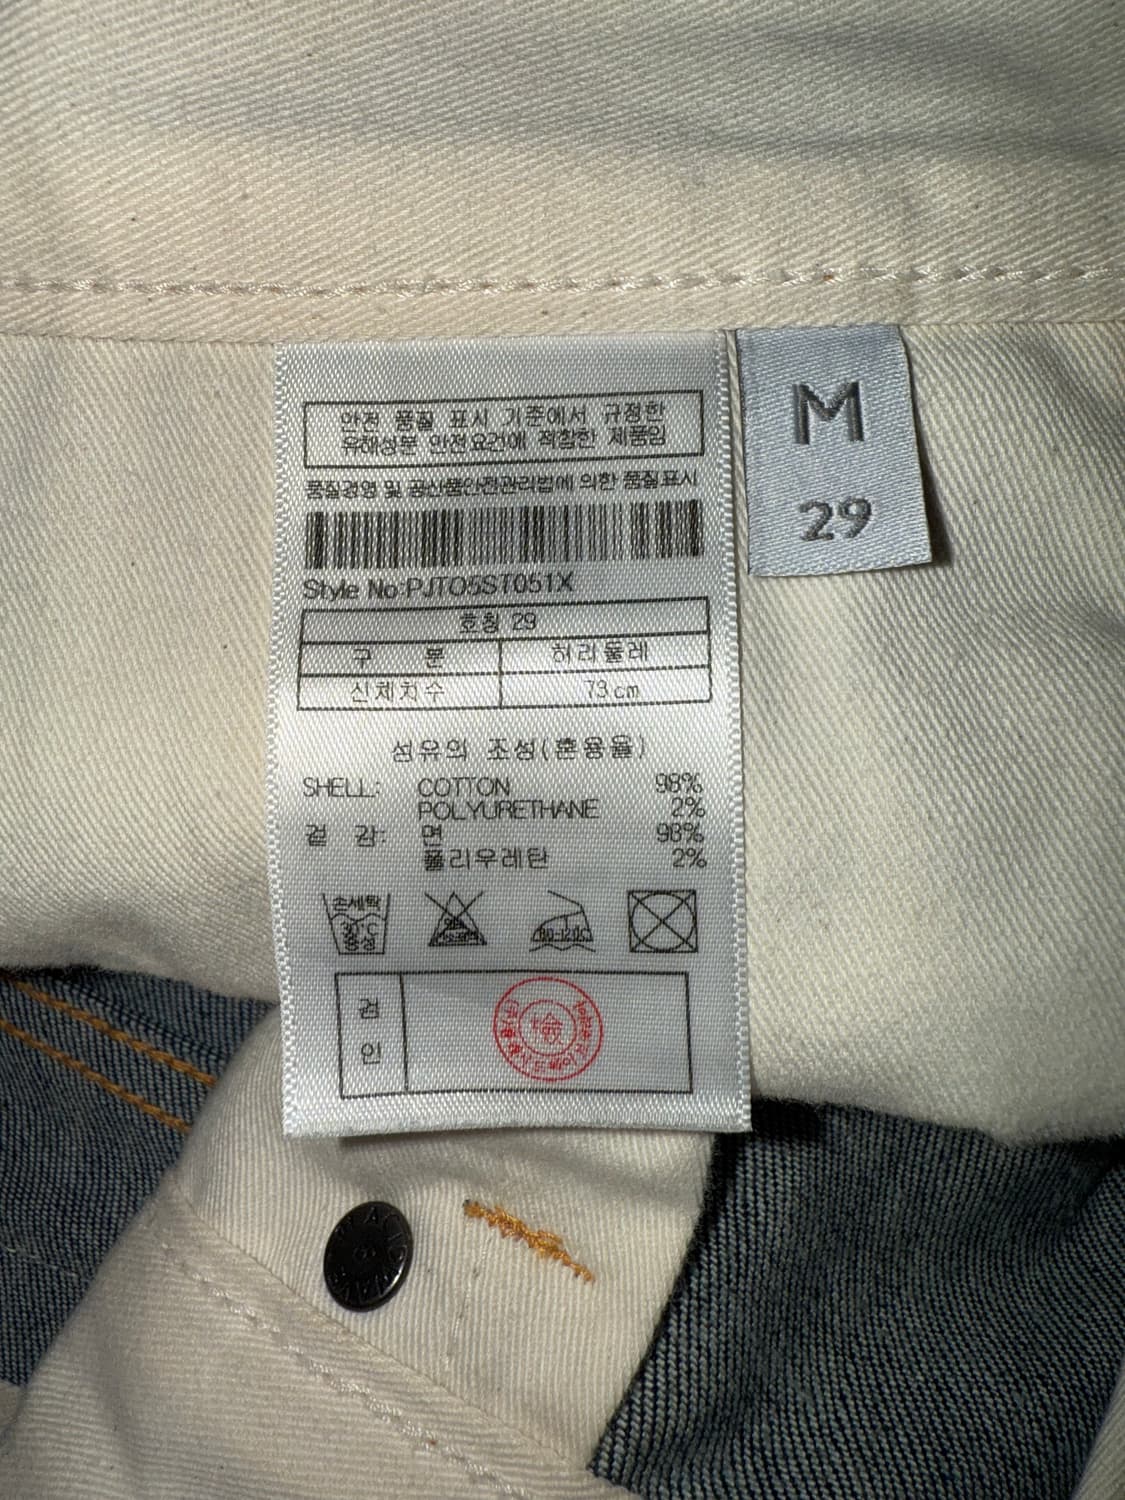 안전 품질 표시 기준에서 규정한
유해성분 안전요건에 적합한 제품임
품질경영 및 공산품안전관리법에 의한 품질표시
Style No:PJTO5ST051X
호칭 29
구 분 허리둘레
신체치수 73 cm
섬유의 조성(혼용율)
SHELL: COTTON 98%
POLYURETHANE 2%
겉 감: 면 98%
폴리우레탄 2%
손세탁
30°C
중성
80-120C
검
인
M
29